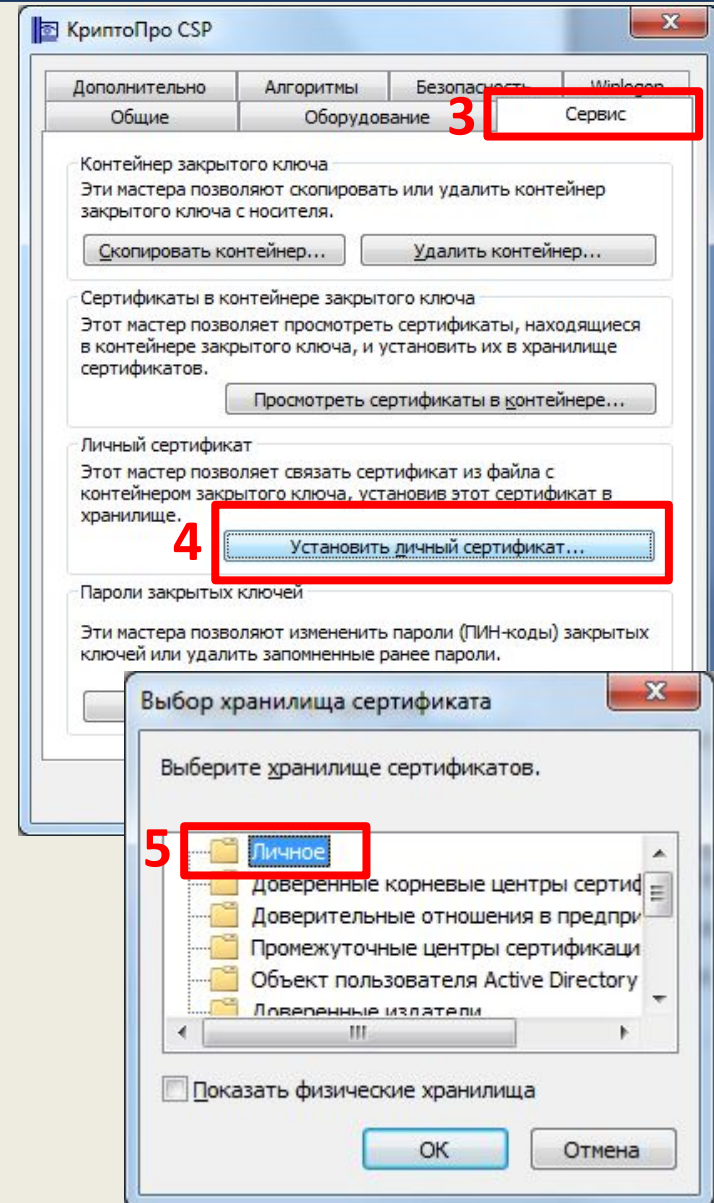 КриптоПро CSP
Дополнительно Алгоритмы Безопасность Winlogon
Общие Оборудование 3 Сервис
Контейнер закрытого ключа
Эти мастера позволяют скопировать или удалить контейнер
закрытого ключа с носителя.
Скопировать контейнер... Удалить контейнер...
Сертификаты в контейнере закрытого ключа
Этот мастер позволяет просмотреть сертификаты, находящиеся
в контейнере закрытого ключа, и установить их в хранилище
сертификатов.
Просмотреть сертификаты в контейнере...
Личный сертификат
Этот мастер позволяет связать сертификат из файла с
контейнером закрытого ключа, установив этот сертификат в
хранилище.
4 Установить личный сертификат...
Пароли закрытых ключей
Эти мастера позволяют измененить пароли (ПИН-коды) закрытых
ключей или удалить запомненные ранее пароли.
Выбор хранилища сертификата
Выберите хранилище сертификатов.
5 Личное
Доверенные корневые центры сертиф
Доверительные отношения в предпри
Промежуточные центры сертификаци
Объект пользователя Active Directory
Доверенные издатели
Показать физические хранилища
ОК Отмена